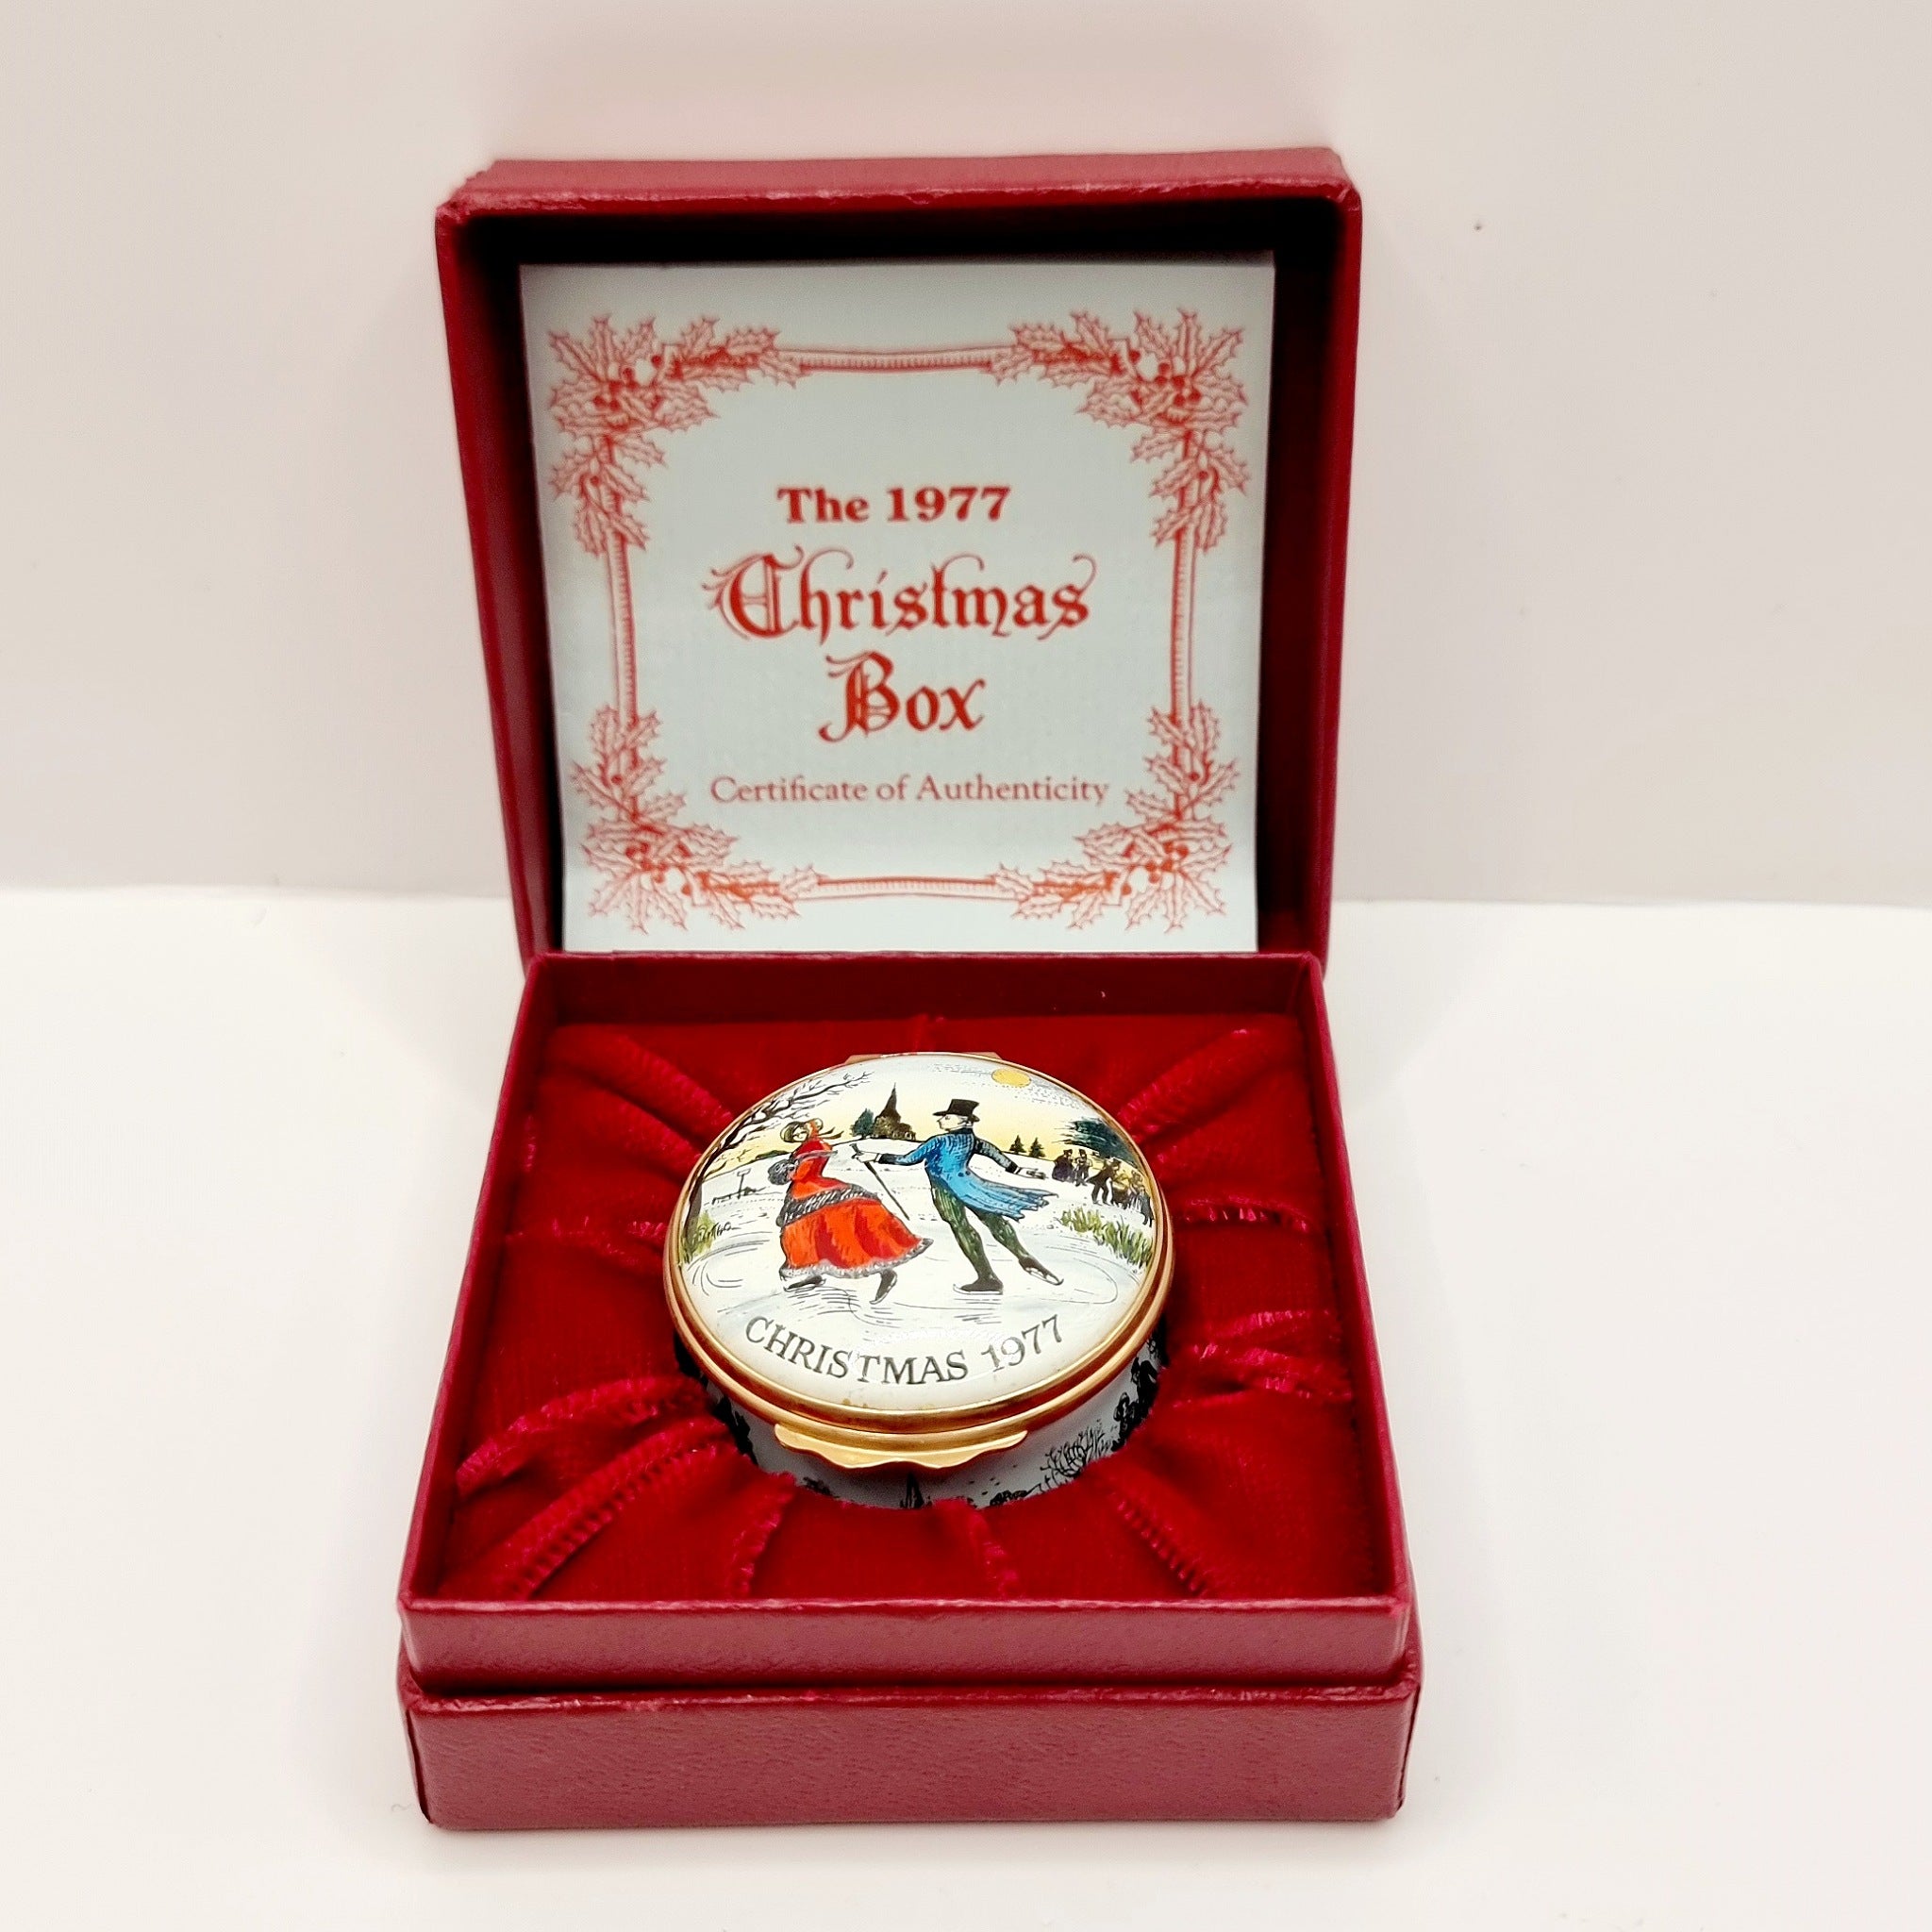 The 1977
Christmas
Box
Certificate of Authenticity
CHRISTMAS 1977